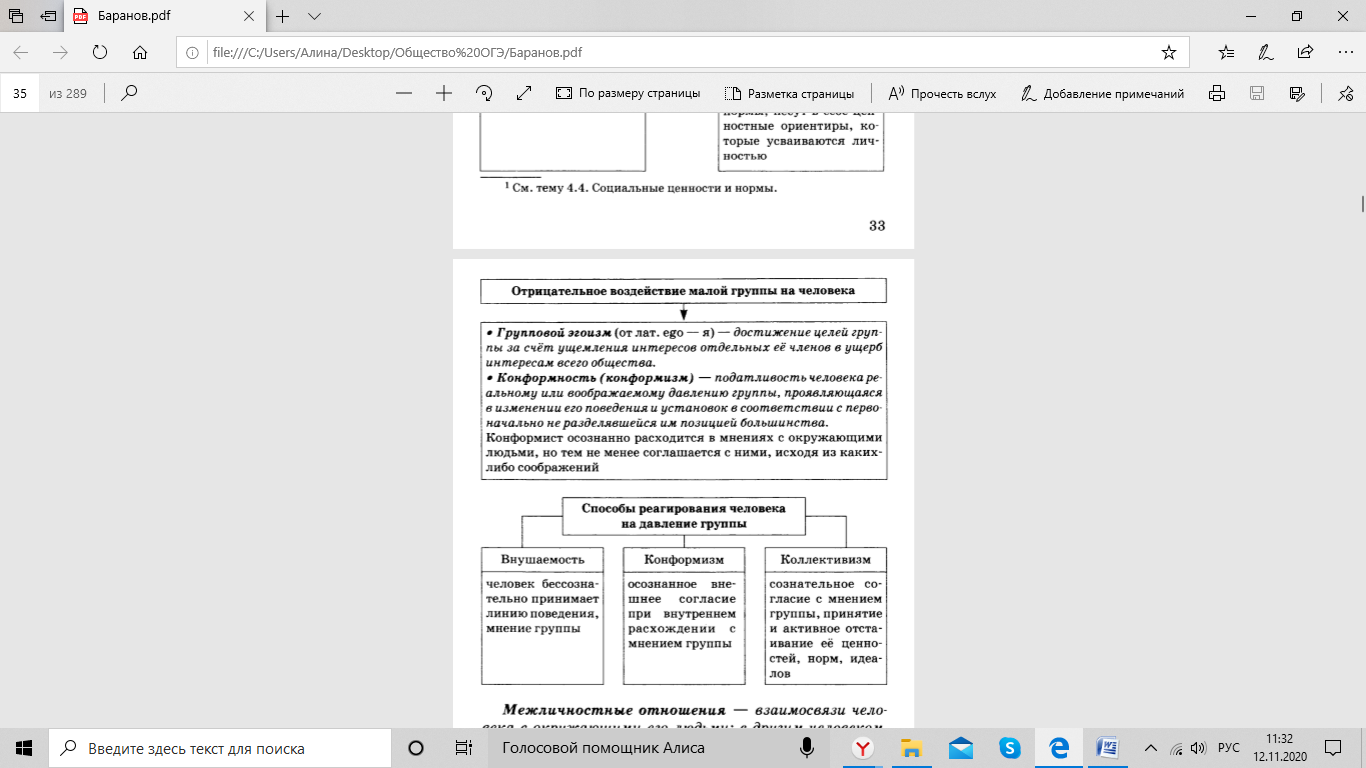 Баранов.pdf
file:///C:/Users/Алина/Desktop/Общество%20ОГЭ/Баранов.pdf
35 из 289
По размеру страницы
Разметка страницы
Прочесть вслух
Добавление примечаний
ностные ориентиры, ко-
торые усваиваются лич-
ностью
1 См. тему 4.4. Социальные ценности и нормы.
33
Отрицательное воздействие малой группы на человека
• Групповой эгоизм (от лат. ego — я) — достижение целей груп-
пы за счёт ущемления интересов отдельных её членов в ущерб
интересам всего общества.
• Конформность (конформизм) — податливость человека ре-
альному или воображаемому давлению группы, проявляющаяся
в изменении его поведения и установок в соответствии с перво-
начально не разделявшейся им позицией большинства.
Конформист осознанно расходится в мнениях с окружающими
людьми, но тем не менее соглашается с ними, исходя из каких-
либо соображений
Способы реагирования человека
на давление группы
Внушаемость
человек бессозна-
тельно принимает
линию поведения,
мнение группы
Конформизм
осознанное вне-
шнее согласие
при внутреннем
расхождении с
мнением группы
Коллективизм
сознательное со-
гласие с мнением
группы, принятие
и активное отста-
ивание её ценно-
стей, норм, идеа-
лов
Межличностные отношения — взаимосвязи чело-
века с окружающими его людьми: с другим человеком,
Введите здесь текст для поиска
Голосовой помощник Алиса
РУС
11:32
12.11.2020